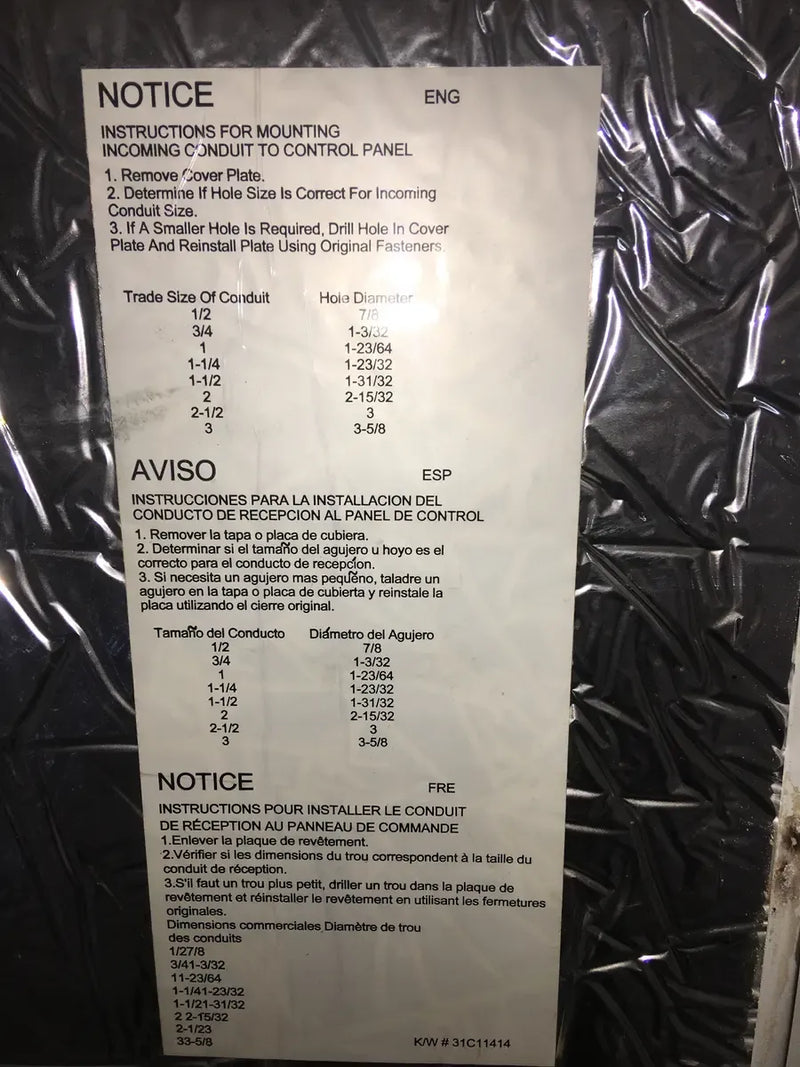 NOTICE ENG
INSTRUCTIONS FOR MOUNTING
INCOMING CONDUIT TO CONTROL PANEL
1. Remove Cover Plate.
2. Determine If Hole Size Is Correct For Incoming
Conduit Size.
3. If A Smaller Hole Is Required, Drill Hole In Cover
Plate And Reinstall Plate Using Original Fasteners.
Trade Size Of Conduit Hole Diameter
1/2 7/8
3/4 1-3/32
1 1-23/64
1-1/4 1-23/32
1-1/2 1-31/32
2 2-15/32
2-1/2 3
3 3-5/8
AVISO ESP
INSTRUCCIONES PARA LA INSTALLACION DEL
CONDUCTO DE RECEPCION AL PANEL DE CONTROL
1. Remover la tapa o placa de cubiera.
2. Determinar si el tamaño del agujero u hoyo es el
correcto para el conducto de recepcíon.
3. Si necesita un agujero mas pequẽno, taladre un
agujero en la tapa o placa de cubierta y reinstale la
placa utilizando el cierre original.
Tamaño del Conducto Diámetro del Agujero
1/2 7/8
3/4 1-3/32
1 1-23/64
1-1/4 1-23/32
1-1/2 1-31/32
2 2-15/32
2-1/2 3
3 3-5/8
NOTICE FRE
INSTRUCTIONS POUR INSTALLER LE CONDUIT
DE RÉCEPTION AU PANNEAU DE COMMANDE
1.Enlever la plaque de revêtement.
2.Vérifier si les dimensions du trou correspondent à la taille du
conduit de réception.
3.S'il faut un trou plus petit, driller un trou dans la plaque de
revêtement et réinstaller le revêtement en utilisant les fermetures
originales.
Dimensions commerciales Diamètre de trou
des conduits
1/27/8
3/41-3/32
11-23/64
1-1/41-23/32
1-1/21-31/32
2 2-15/32
2-1/23
33-5/8
K/W # 31C11414